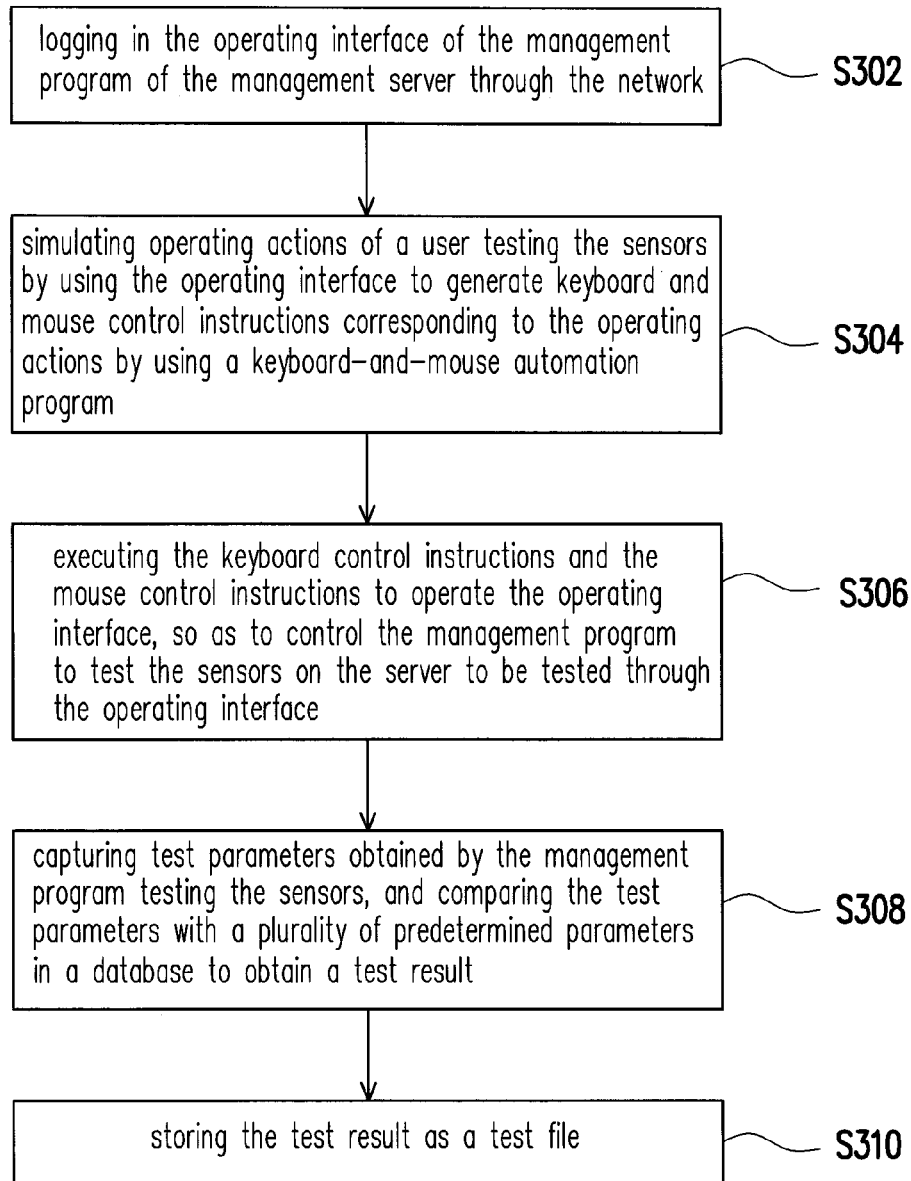 logging in the operating interface of the management
program of the management server through the network
S302
simulating operating actions of a user testing the sensors
by using the operating interface to generate keyboard and
mouse control instructions corresponding to the operating
actions by using a keyboard-and-mouse automation
program
S304
executing the keyboard control instructions and the
mouse control instructions to operate the operating
interface, so as to control the management program
to test the sensors on the server to be tested through
the operating interface
S306
capturing test parameters obtained by the management
program testing the sensors, and comparing the test
parameters with a plurality of predetermined parameters
in a database to obtain a test result
S308
storing the test result as a test file
S310